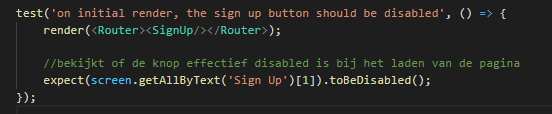 test('on initial render, the sign up button should be disabled', () => {
    render(<Router><SignUp/></Router>);
    //bekijkt of de knop effectief disabled is bij het laden van de pagina
    expect(screen.getAllByText('Sign Up')[1]).toBeDisabled();
});